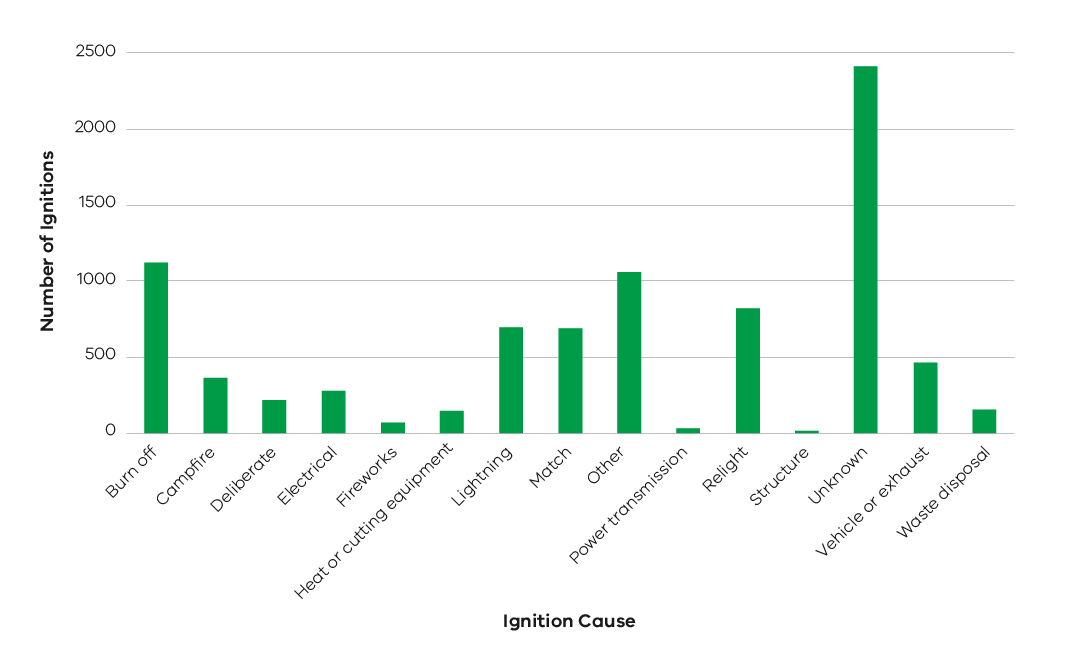 2500
2000
1500
1000
500
0
Number of Ignitions
Burn off
Campfire
Deliberate
Electrical
Fireworks
Heat or cutting equipment
Lightning
Match
Other
Power transmission
Relight
Structure
Unknown
Vehicle or exhaust
Waste disposal
Ignition Cause